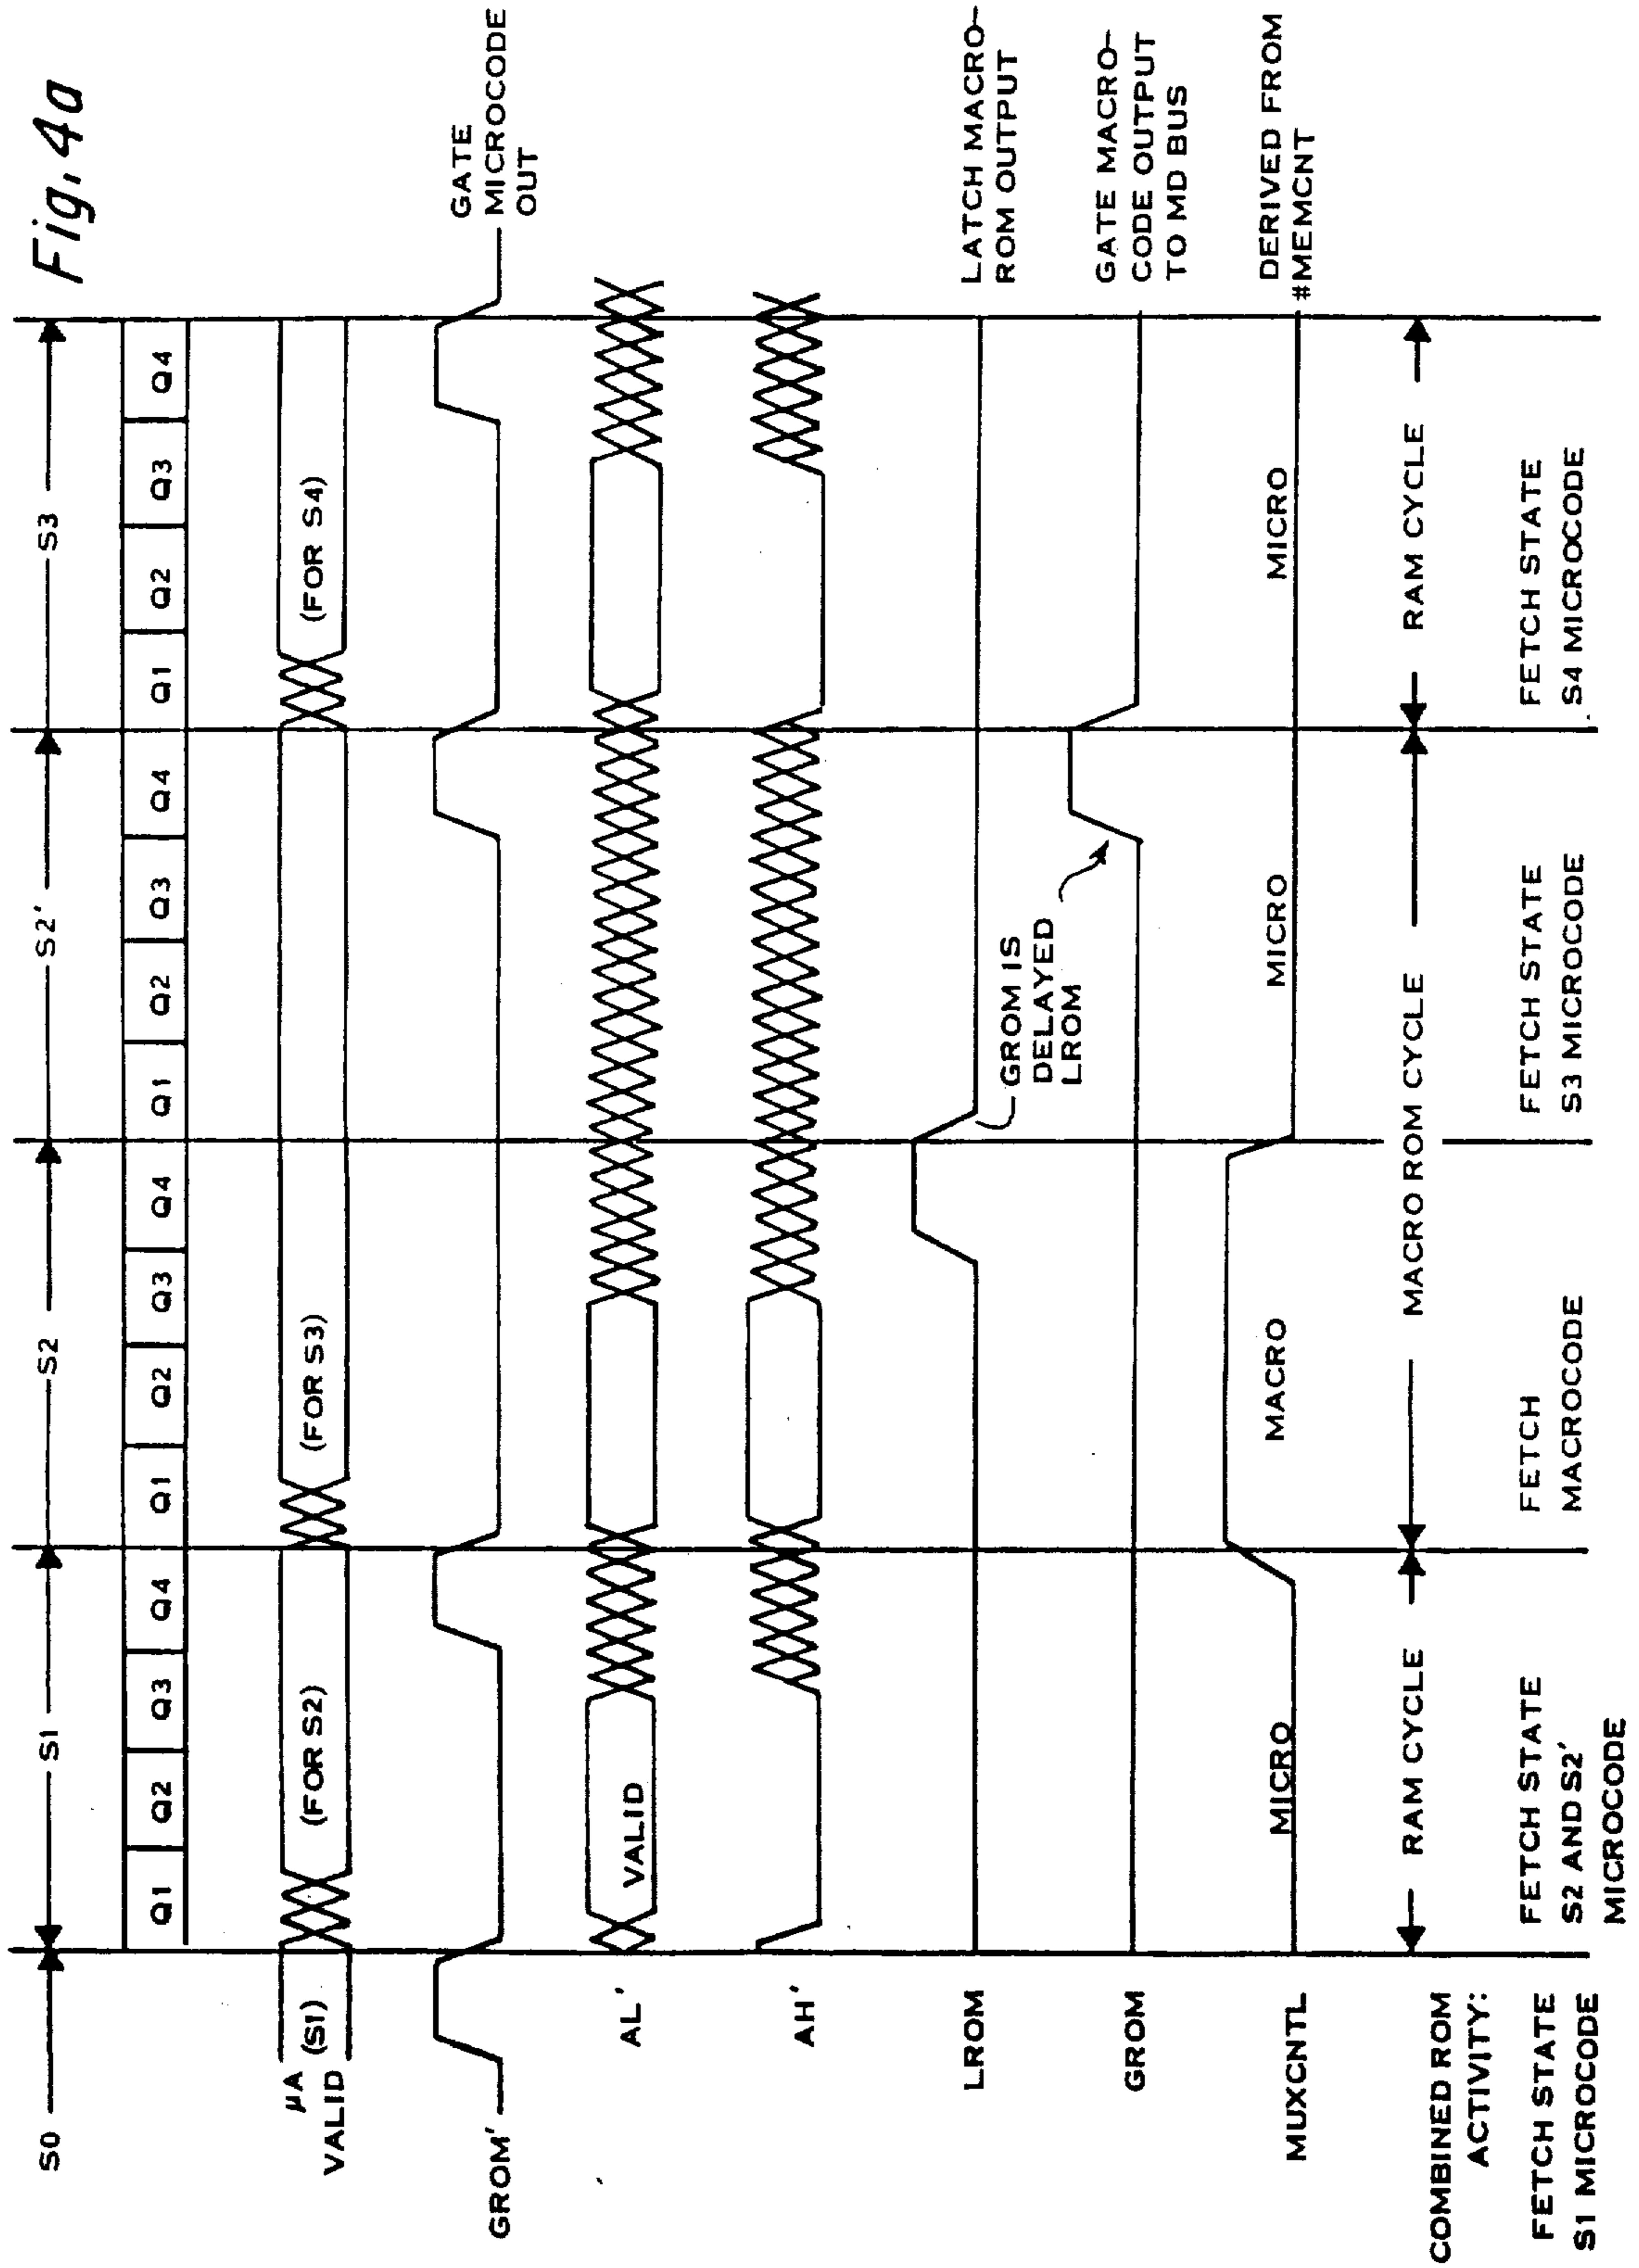 Fig. 4a
S0 S1 S2 S2' S3
Q1 Q2 Q3 Q4 Q1 Q2 Q3 Q4 Q1 Q2 Q3 Q4 Q1 Q2 Q3 Q4
µA (S1)
VALID
(FOR S2) (FOR S3) (FOR S4)
GROM'
GATE
MICROCODE
OUT
AL'
VALID
AH'
LROM
LATCH MACRO-
ROM OUTPUT
GROM IS
DELAYED
LROM
GROM
GATE MACRO-
CODE OUTPUT
TO MD BUS
MUXCNTL
MICRO MACRO MICRO MICRO
DERIVED FROM
#MEMCNT
COMBINED ROM
ACTIVITY:
RAM CYCLE MACRO ROM CYCLE RAM CYCLE
FETCH STATE
S1 MICROCODE
FETCH STATE
S2 AND S2'
MICROCODE
FETCH
MACROCODE
FETCH STATE
S3 MICROCODE
FETCH STATE
S4 MICROCODE